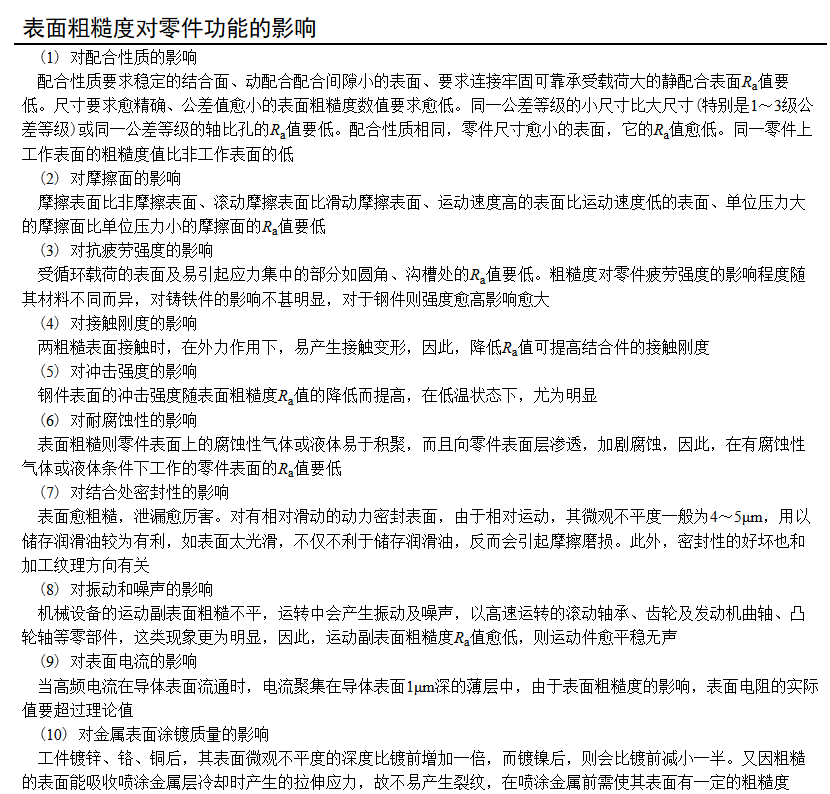 表面粗糙度对零件功能的影响
(1) 对配合性质的影响
配合性质要求稳定的结合面、动配合配合间隙小的表面、要求连接牢固可靠承受载荷大的静配合表面Ra值要
低。尺寸要求愈精确、公差值愈小的表面粗糙度数值要求愈低。同一公差等级的小尺寸比大尺寸(特别是1～3级公
差等级)或同一公差等级的轴比孔的Ra值要低。配合性质相同，零件尺寸愈小的表面，它的Ra值愈低。同一零件上
工作表面的粗糙度值比非工作表面的低
(2) 对摩擦面的影响
摩擦表面比非摩擦表面、滚动摩擦表面比滑动摩擦表面、运动速度高的表面比运动速度低的表面、单位压力大
的摩擦面比单位压力小的摩擦面的Ra值要低
(3) 对抗疲劳强度的影响
受循环载荷的表面及易引起应力集中的部分如圆角、沟槽处的Ra值要低。粗糙度对零件疲劳强度的影响程度随
其材料不同而异，对铸铁件的影响不甚明显，对于钢件则强度愈高影响愈大
(4) 对接触刚度的影响
两粗糙表面接触时，在外力作用下，易产生接触变形，因此，降低Ra值可提高结合件的接触刚度
(5) 对冲击强度的影响
钢件表面的冲击强度随表面粗糙度Ra值的降低而提高，在低温状态下，尤为明显
(6) 对耐腐蚀性的影响
表面粗糙则零件表面上的腐蚀性气体或液体易于积聚，而且向零件表面层渗透，加剧腐蚀，因此，在有腐蚀性
气体或液体条件下工作的零件表面的Ra值要低
(7) 对结合处密封性的影响
表面愈粗糙，泄漏愈厉害。对有相对滑动的动力密封表面，由于相对运动，其微观不平度一般为4～5μm，用以
储存润滑油较为有利，如表面太光滑，不仅不利于储存润滑油，反而会引起摩擦磨损。此外，密封性的好坏也和
加工纹理方向有关
(8) 对振动和噪声的影响
机械设备的运动副表面粗糙不平，运转中会产生振动及噪声，以高速运转的滚动轴承、齿轮及发动机曲轴、凸
轮轴等零部件，这类现象更为明显，因此，运动副表面粗糙度Ra值愈低，则运动件愈平稳无声
(9) 对表面电流的影响
当高频电流在导体表面流通时，电流聚集在导体表面1μm深的薄层中，由于表面粗糙度的影响，表面电阻的实际
值要超过理论值
(10) 对金属表面涂镀质量的影响
工件镀锌、铬、铜后，其表面微观不平度的深度比镀前增加一倍，而镀镍后，则会比镀前减小一半。又因粗糙
的表面能吸收喷涂金属层冷却时产生的拉伸应力，故不易产生裂纹，在喷涂金属前需使其表面有一定的粗糙度